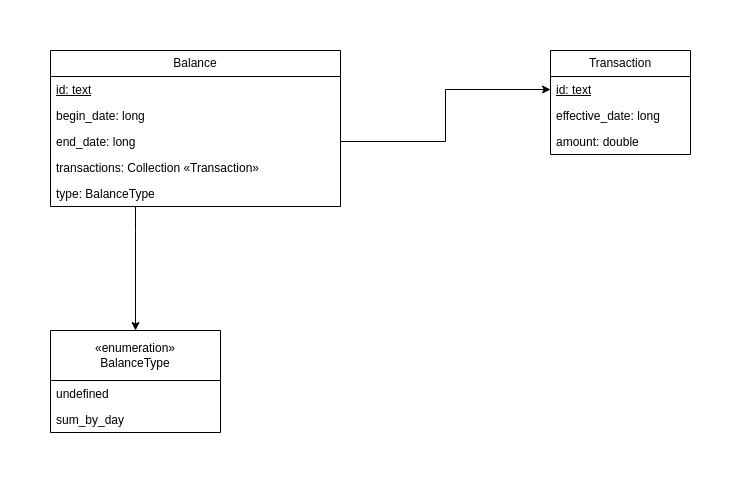 Balance
id: text
begin_date: long
end_date: long
transactions: Collection «Transaction»
type: BalanceType
Transaction
id: text
effective_date: long
amount: double
«enumeration»
BalanceType
undefined
sum_by_day